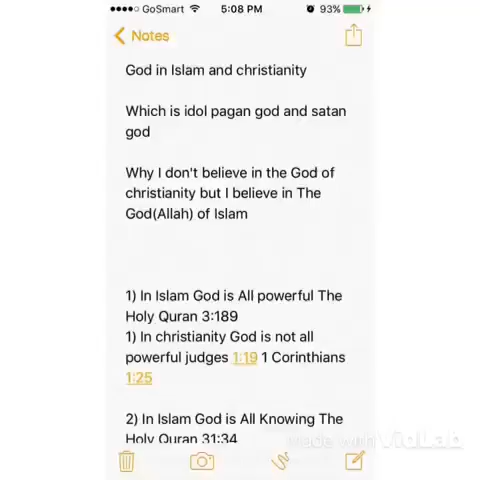 GoSmart 5:08 PM 93%
Notes
God in Islam and christianity
Which is idol pagan god and satan
god
Why I don't believe in the God of
christianity but I believe in The
God(Allah) of Islam
1) In Islam God is All powerful The
Holy Quran 3:189
1) In christianity God is not all
powerful judges 1:19 1 Corinthians
1:25
2) In Islam God is All Knowing The
Holy Quran 31:34
Made with VidLab